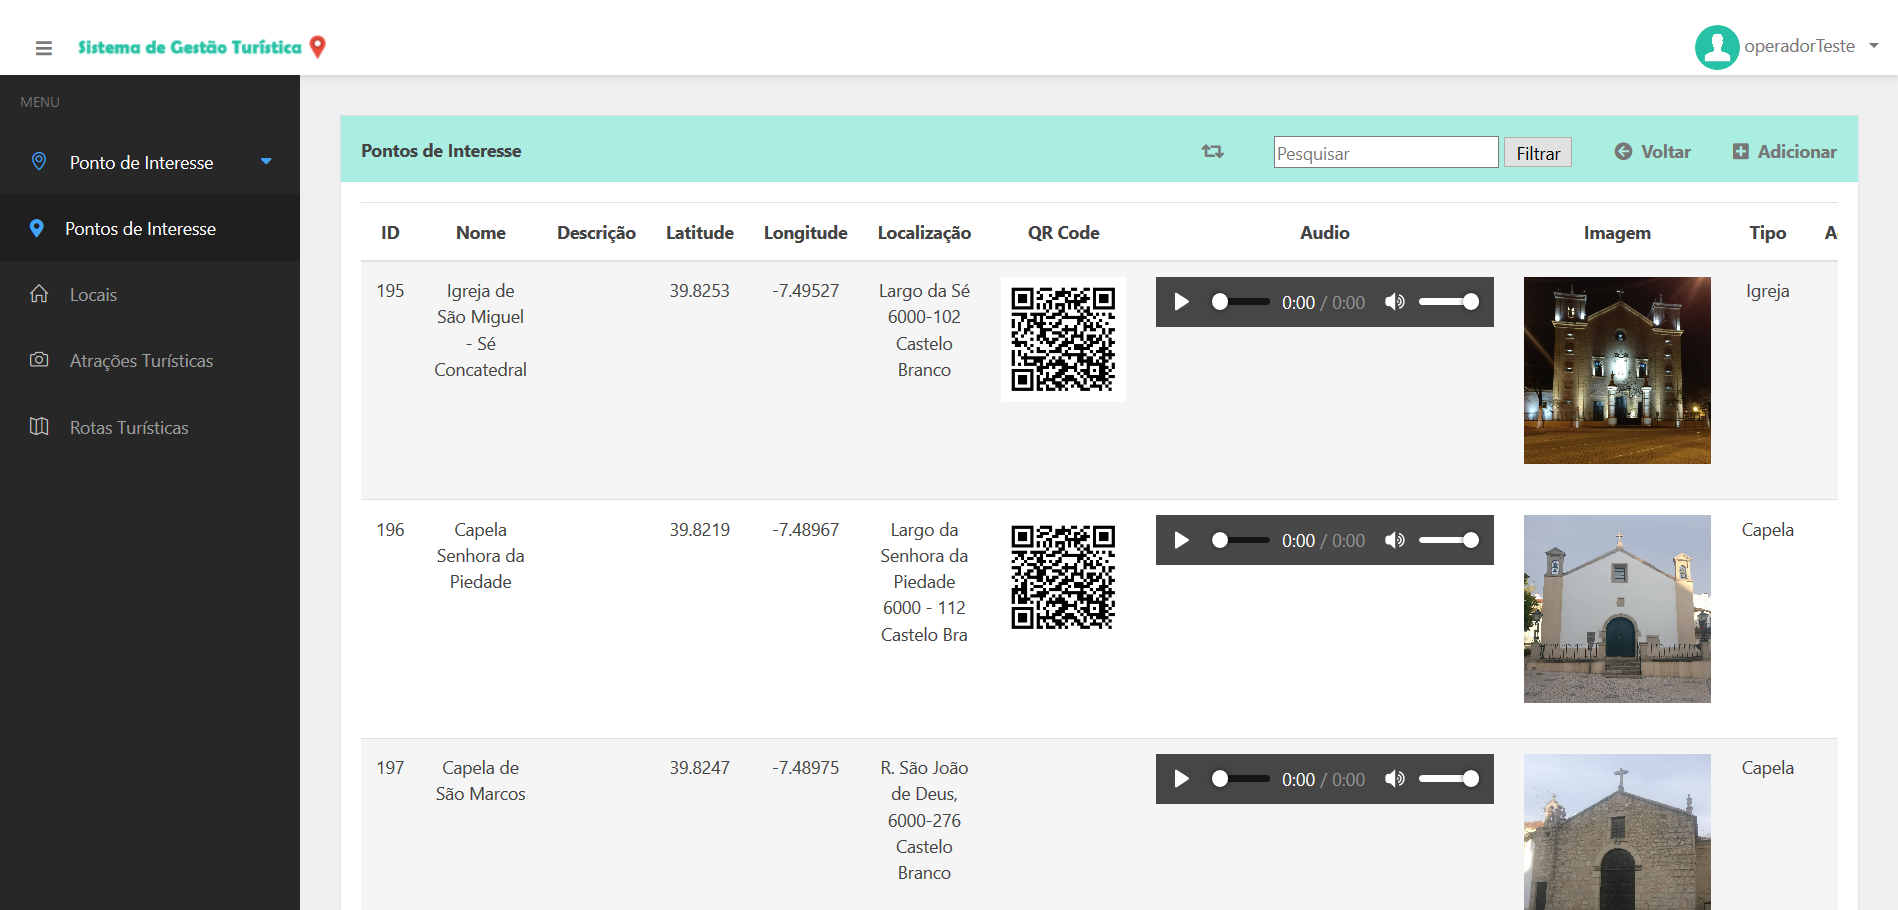 Sistema de Gestão Turística
operadorTeste
MENU
Ponto de Interesse
Pontos de Interesse
Locais
Atrações Turísticas
Rotas Turísticas
Pontos de Interesse
Pesquisar
Filtrar
Voltar
Adicionar
ID Nome Descrição Latitude Longitude Localização QR Code Audio Imagem Tipo
195
Igreja de
São Miguel
- Sé
Concatedral
39.8253
-7.49527
Largo da Sé
6000-102
Castelo
Branco
0:00 / 0:00
Igreja
196
Capela
Senhora da
Piedade
39.8219
-7.48967
Largo da
Senhora da
Piedade
6000 - 112
Castelo Bra
0:00 / 0:00
Capela
197
Capela de
São Marcos
39.8247
-7.48975
R. São João
de Deus,
6000-276
Castelo
Branco
0:00 / 0:00
Capela